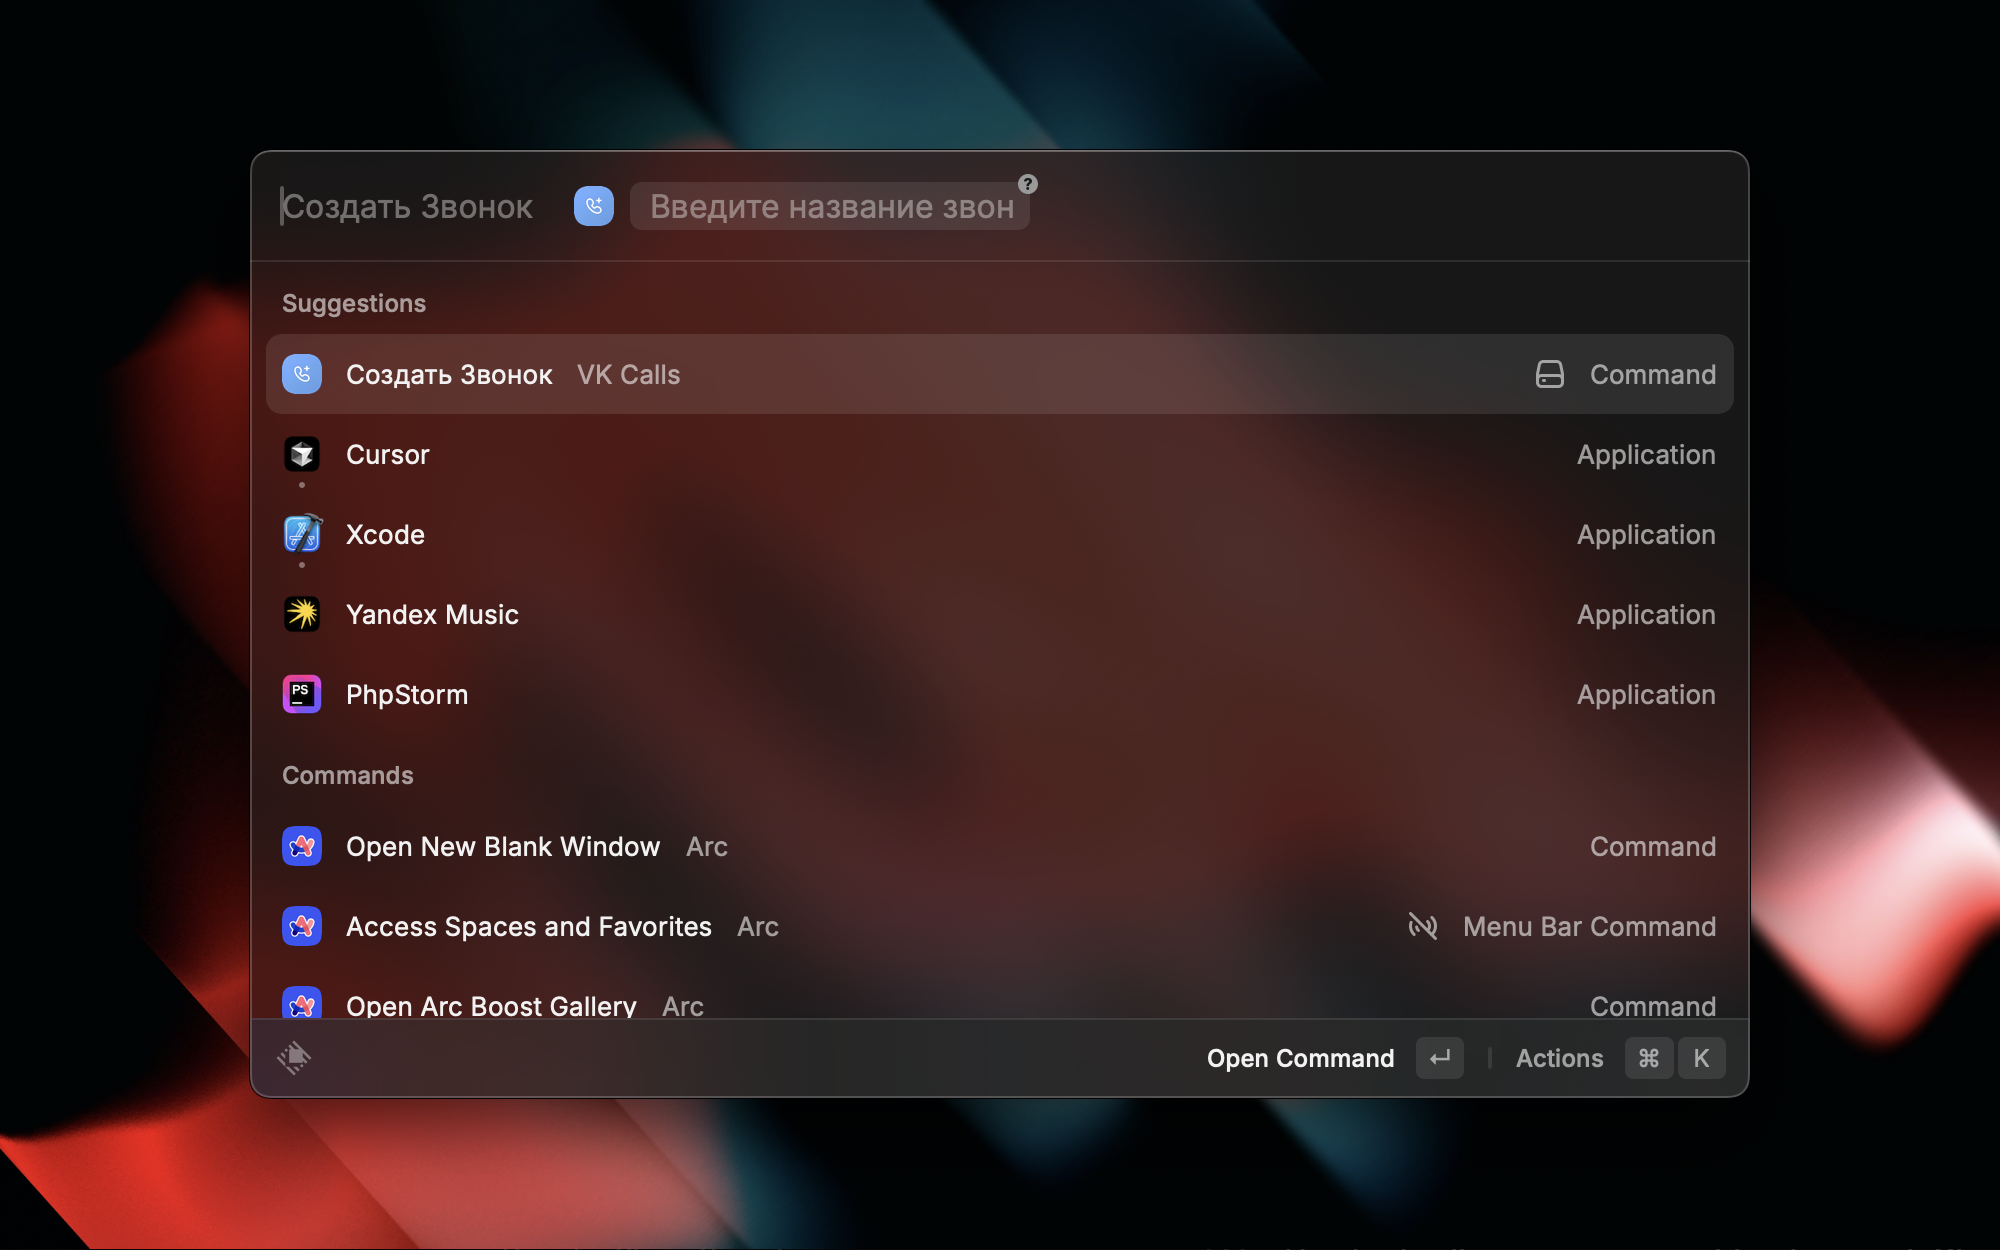 Создать Звонок Введите название звон ?
Suggestions
Создать Звонок VK Calls Command
Cursor Application
Xcode Application
Yandex Music Application
PS PhpStorm Application
Commands
Open New Blank Window Arc Command
Access Spaces and Favorites Arc Menu Bar Command
Open Arc Boost Gallery Arc Command
Open Command ↵ Actions ⌘ K